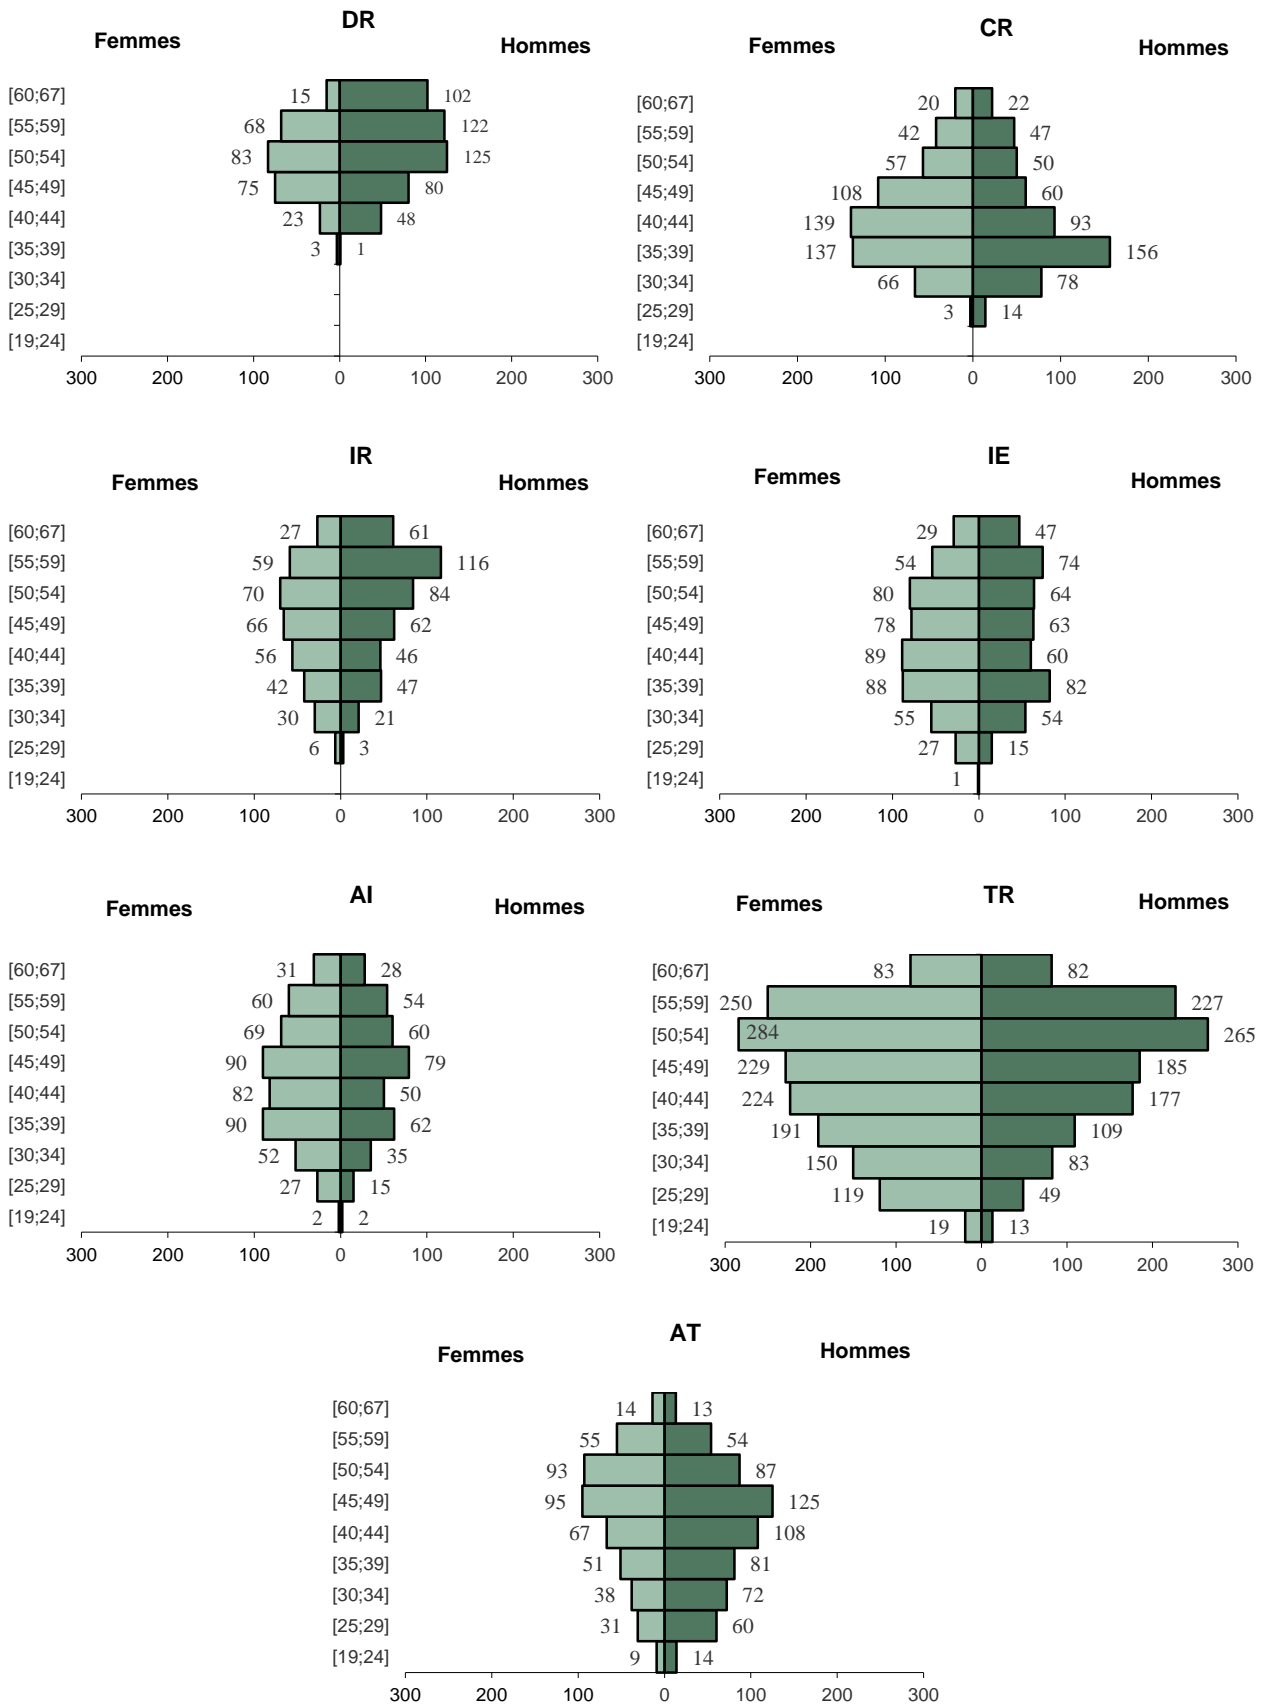 DR
Femmes Hommes
[60;67] 15 102
[55;59] 68 122
[50;54] 83 125
[45;49] 75 80
[40;44] 23 48
[35;39] 3 1
[30;34]
[25;29]
[19;24]
300 200 100 0 100 200 300
CR
Femmes Hommes
[60;67] 20 22
[55;59] 42 47
[50;54] 57 50
[45;49] 108 60
[40;44] 139 93
[35;39] 137 156
[30;34] 66 78
[25;29] 3 14
[19;24]
300 200 100 0 100 200 300
IR
Femmes Hommes
[60;67] 27 61
[55;59] 59 116
[50;54] 70 84
[45;49] 66 62
[40;44] 56 46
[35;39] 42 47
[30;34] 30 21
[25;29] 6 3
[19;24]
300 200 100 0 100 200 300
IE
Femmes Hommes
[60;67] 29 47
[55;59] 54 74
[50;54] 80 64
[45;49] 78 63
[40;44] 89 60
[35;39] 88 82
[30;34] 55 54
[25;29] 27 15
[19;24] 1
300 200 100 0 100 200 300
AI
Femmes Hommes
[60;67] 31 28
[55;59] 60 54
[50;54] 69 60
[45;49] 90 79
[40;44] 82 50
[35;39] 90 62
[30;34] 52 35
[25;29] 27 15
[19;24] 2 2
300 200 100 0 100 200 300
TR
Femmes Hommes
[60;67] 83 82
[55;59] 250 227
[50;54] 284 265
[45;49] 229 185
[40;44] 224 177
[35;39] 191 109
[30;34] 150 83
[25;29] 119 49
[19;24] 19 13
300 200 100 0 100 200 300
AT
Femmes Hommes
[60;67] 14 13
[55;59] 55 54
[50;54] 93 87
[45;49] 95 125
[40;44] 67 108
[35;39] 51 81
[30;34] 38 72
[25;29] 31 60
[19;24] 9 14
300 200 100 0 100 200 300